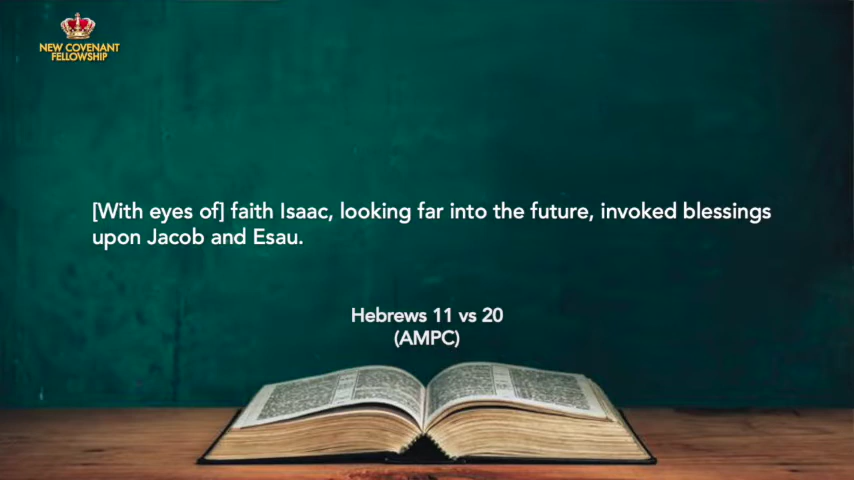 NEW COVENANT
FELLOWSHIP
[With eyes of] faith Isaac, looking far into the future, invoked blessings
upon Jacob and Esau.
Hebrews 11 vs 20
(AMPC)